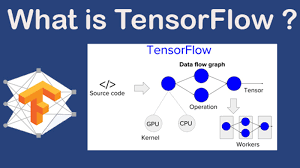 What is TensorFlow ?
TensorFlow
Data flow graph
</>
Source code
Tensor
Operation
GPU
CPU
Kernel
Workers